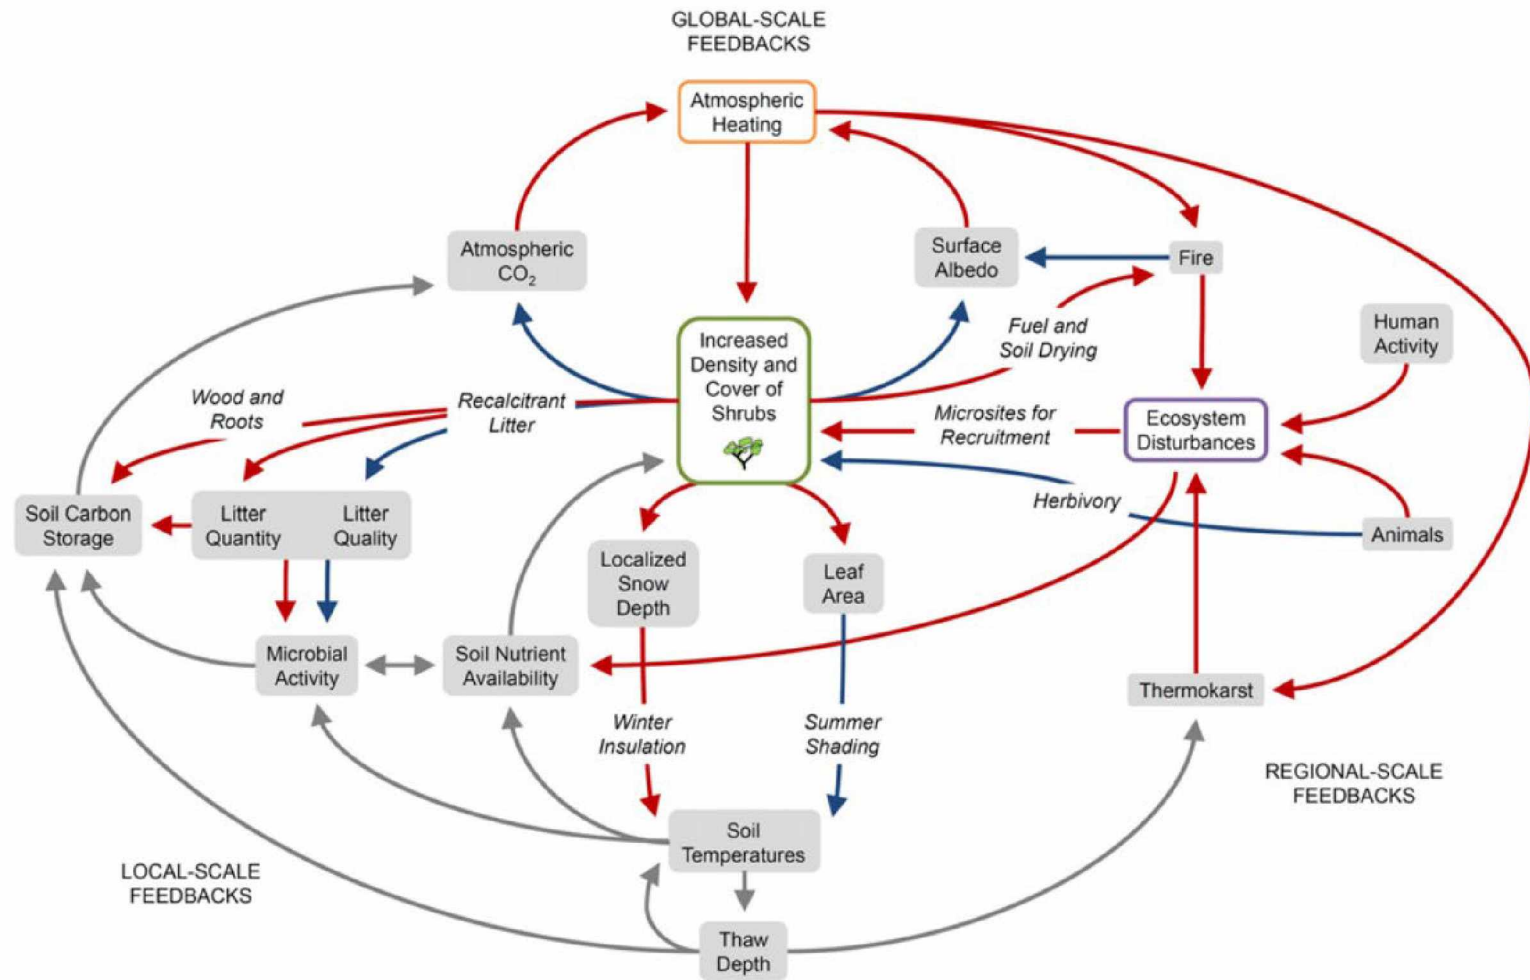 GLOBAL-SCALE
FEEDBACKS
Atmospheric
Heating
Atmospheric
CO₂
Surface
Albedo
Fire
Human
Activity
Increased
Density and
Cover of
Shrubs
Fuel and
Soil Drying
Wood and
Roots
Recalcitrant
Litter
Microsites for
Recruitment
Ecosystem
Disturbances
Herbivory
Animals
Soil Carbon
Storage
Litter
Quantity
Litter
Quality
Localized
Snow
Depth
Leaf
Area
Microbial
Activity
Soil Nutrient
Availability
Thermokarst
Winter
Insulation
Summer
Shading
REGIONAL-SCALE
FEEDBACKS
Soil
Temperatures
LOCAL-SCALE
FEEDBACKS
Thaw
Depth